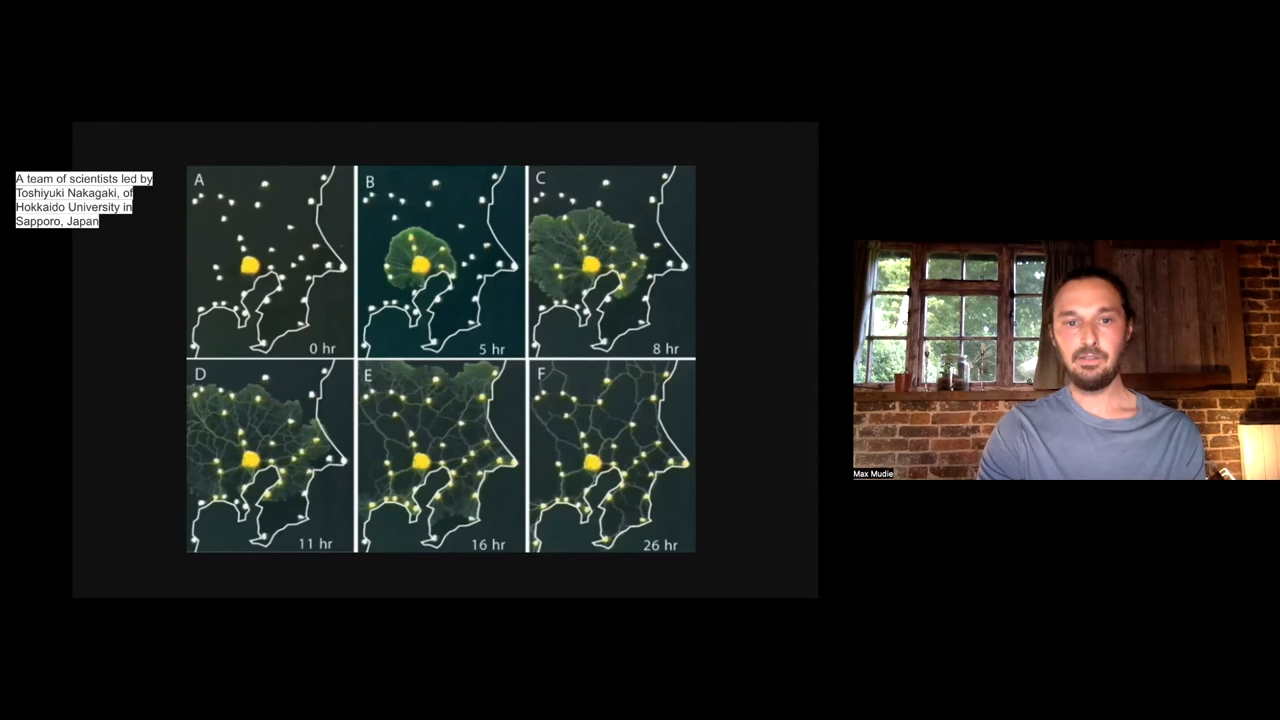 A team of scientists led by
Toshiyuki Nakagaki, of
Hokkaido University in
Sapporo, Japan
A
B
C
0 hr
5 hr
8 hr
D
E
F
11 hr
16 hr
26 hr
Max Mudie